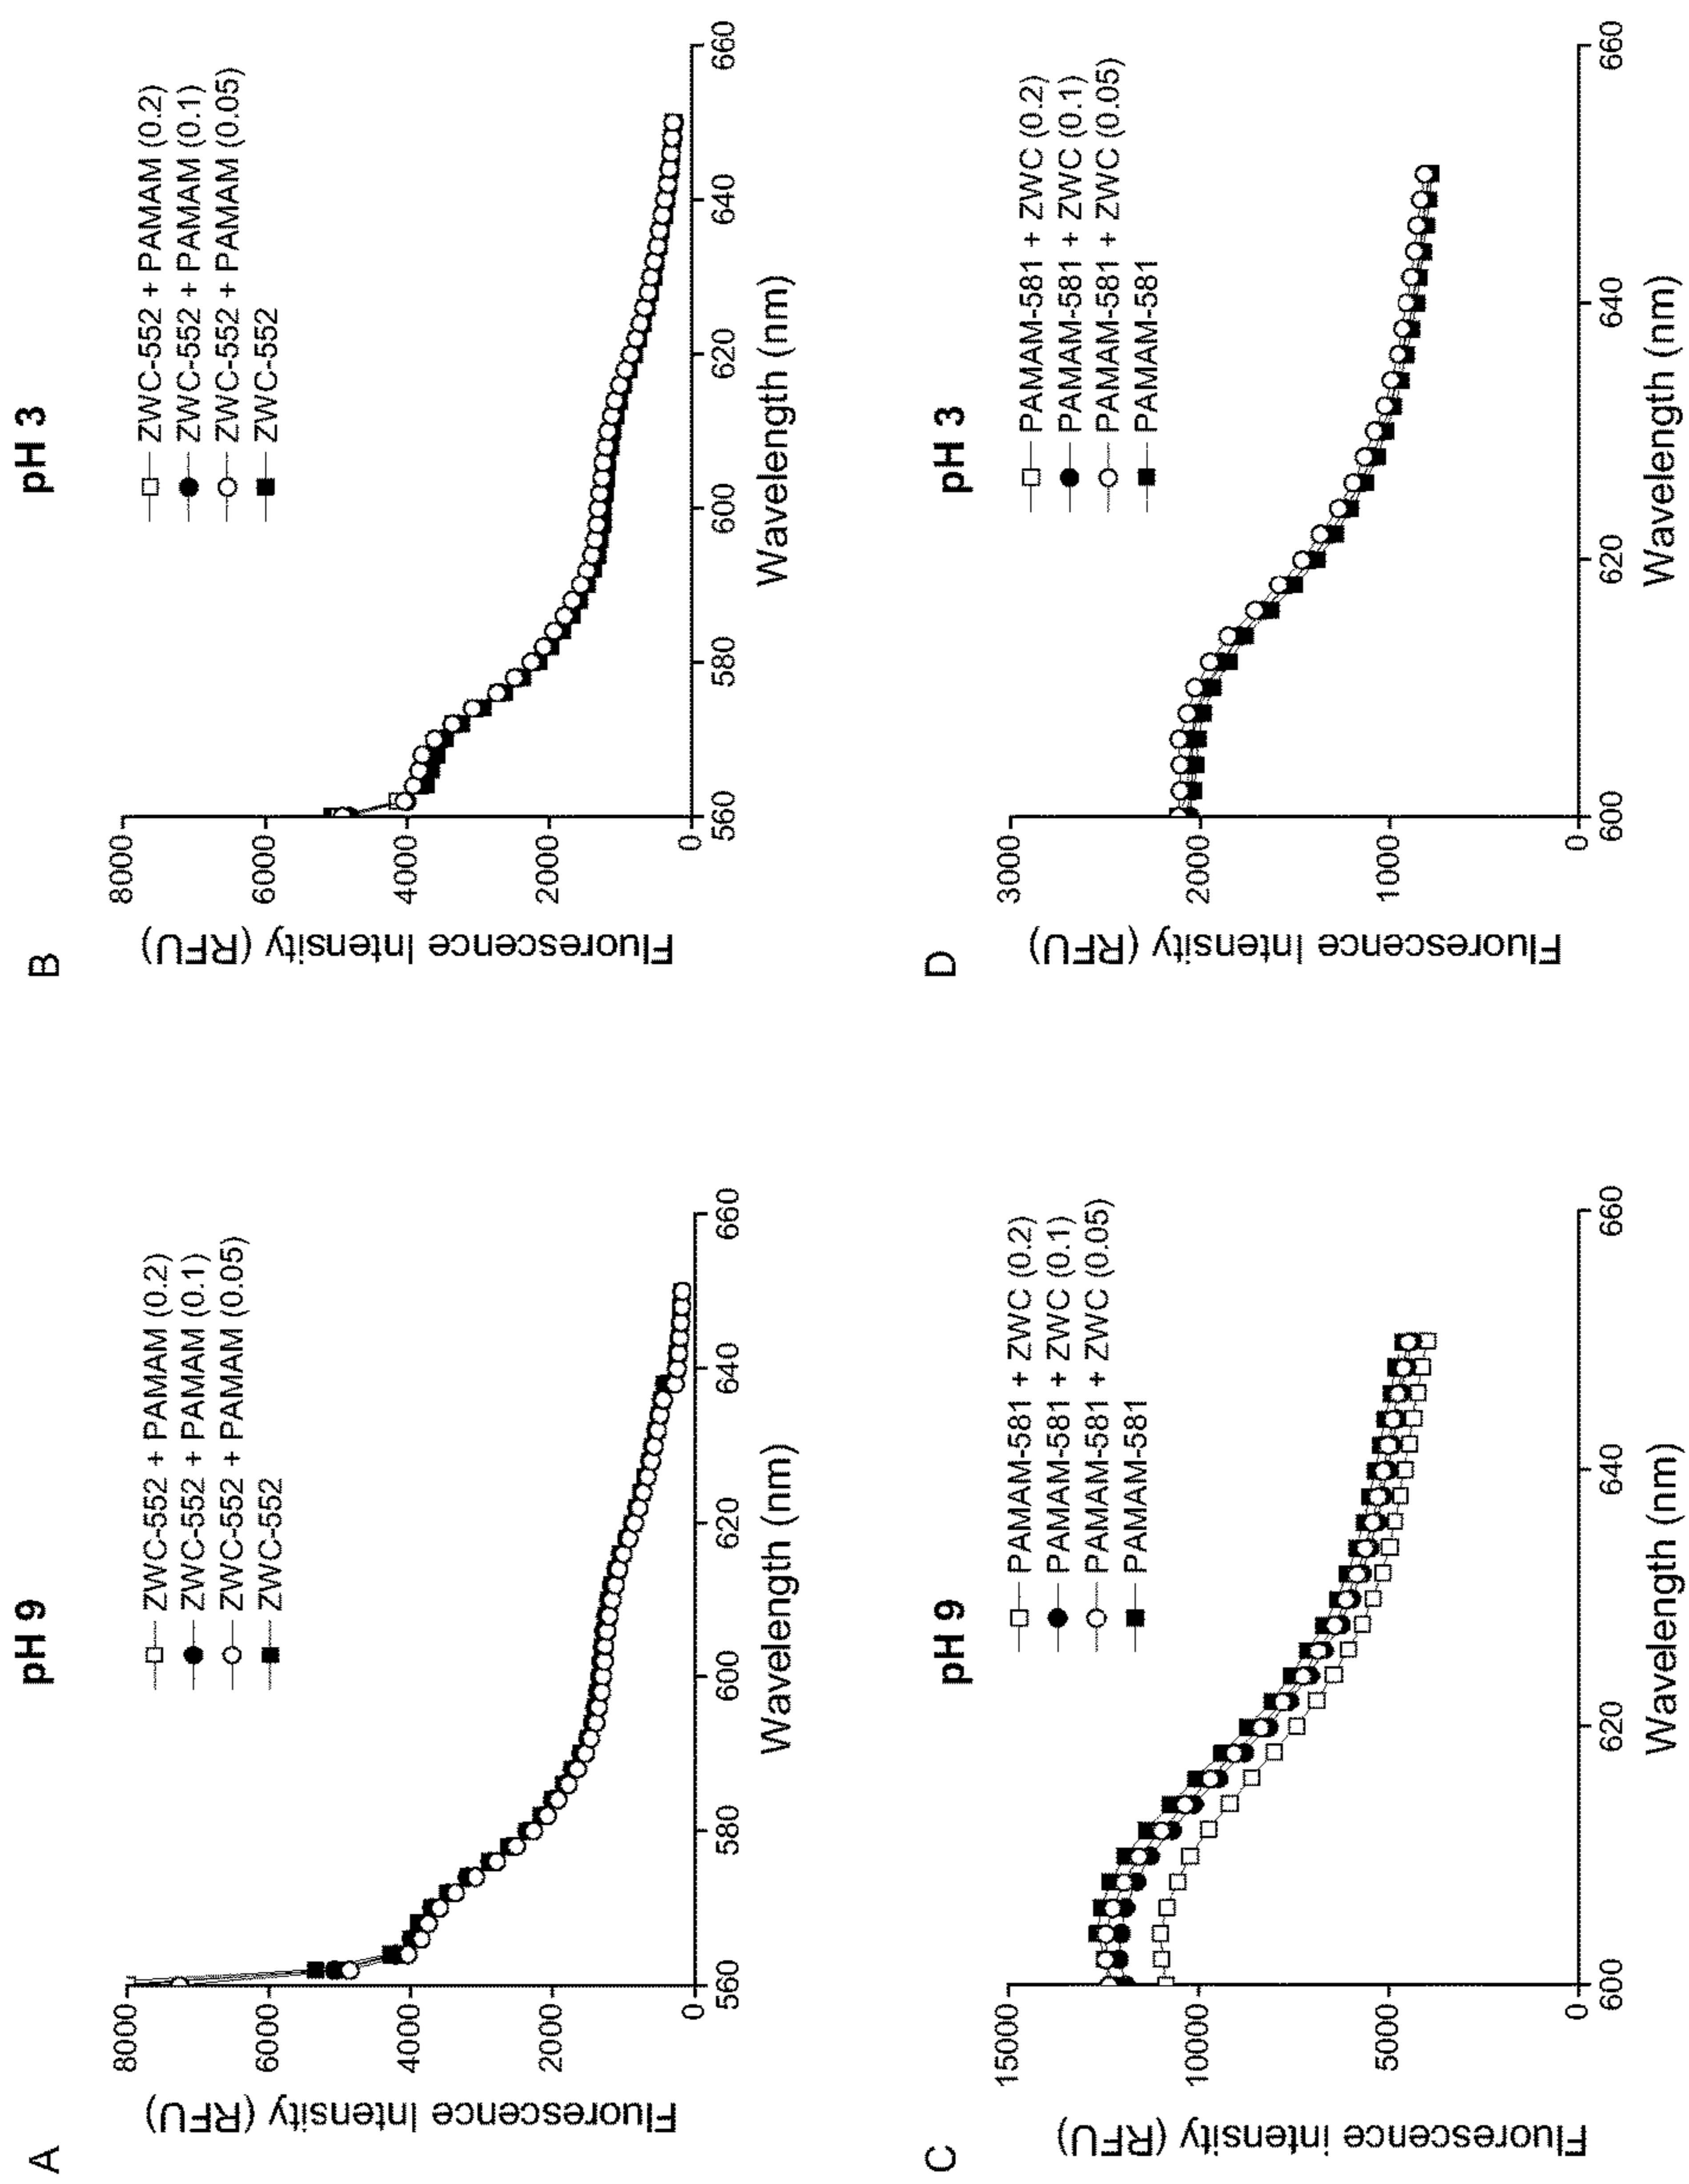 A
pH 9
ZWC-552 + PAMAM (0.2)
ZWC-552 + PAMAM (0.1)
ZWC-552 + PAMAM (0.05)
ZWC-552
Fluorescence Intensity (RFU)
8000
6000
4000
2000
0
560
580
600
620
640
660
Wavelength (nm)
B
pH 3
ZWC-552 + PAMAM (0.2)
ZWC-552 + PAMAM (0.1)
ZWC-552 + PAMAM (0.05)
ZWC-552
Fluorescence Intensity (RFU)
8000
6000
4000
2000
0
560
580
600
620
640
660
Wavelength (nm)
C
pH 9
PAMAM-581 + ZWC (0.2)
PAMAM-581 + ZWC (0.1)
PAMAM-581 + ZWC (0.05)
PAMAM-581
Fluorescence intensity (RFU)
15000
10000
5000
0
600
620
640
660
Wavelength (nm)
D
pH 3
PAMAM-581 + ZWC (0.2)
PAMAM-581 + ZWC (0.1)
PAMAM-581 + ZWC (0.05)
PAMAM-581
Fluorescence Intensity (RFU)
3000
2000
1000
0
600
620
640
660
Wavelength (nm)